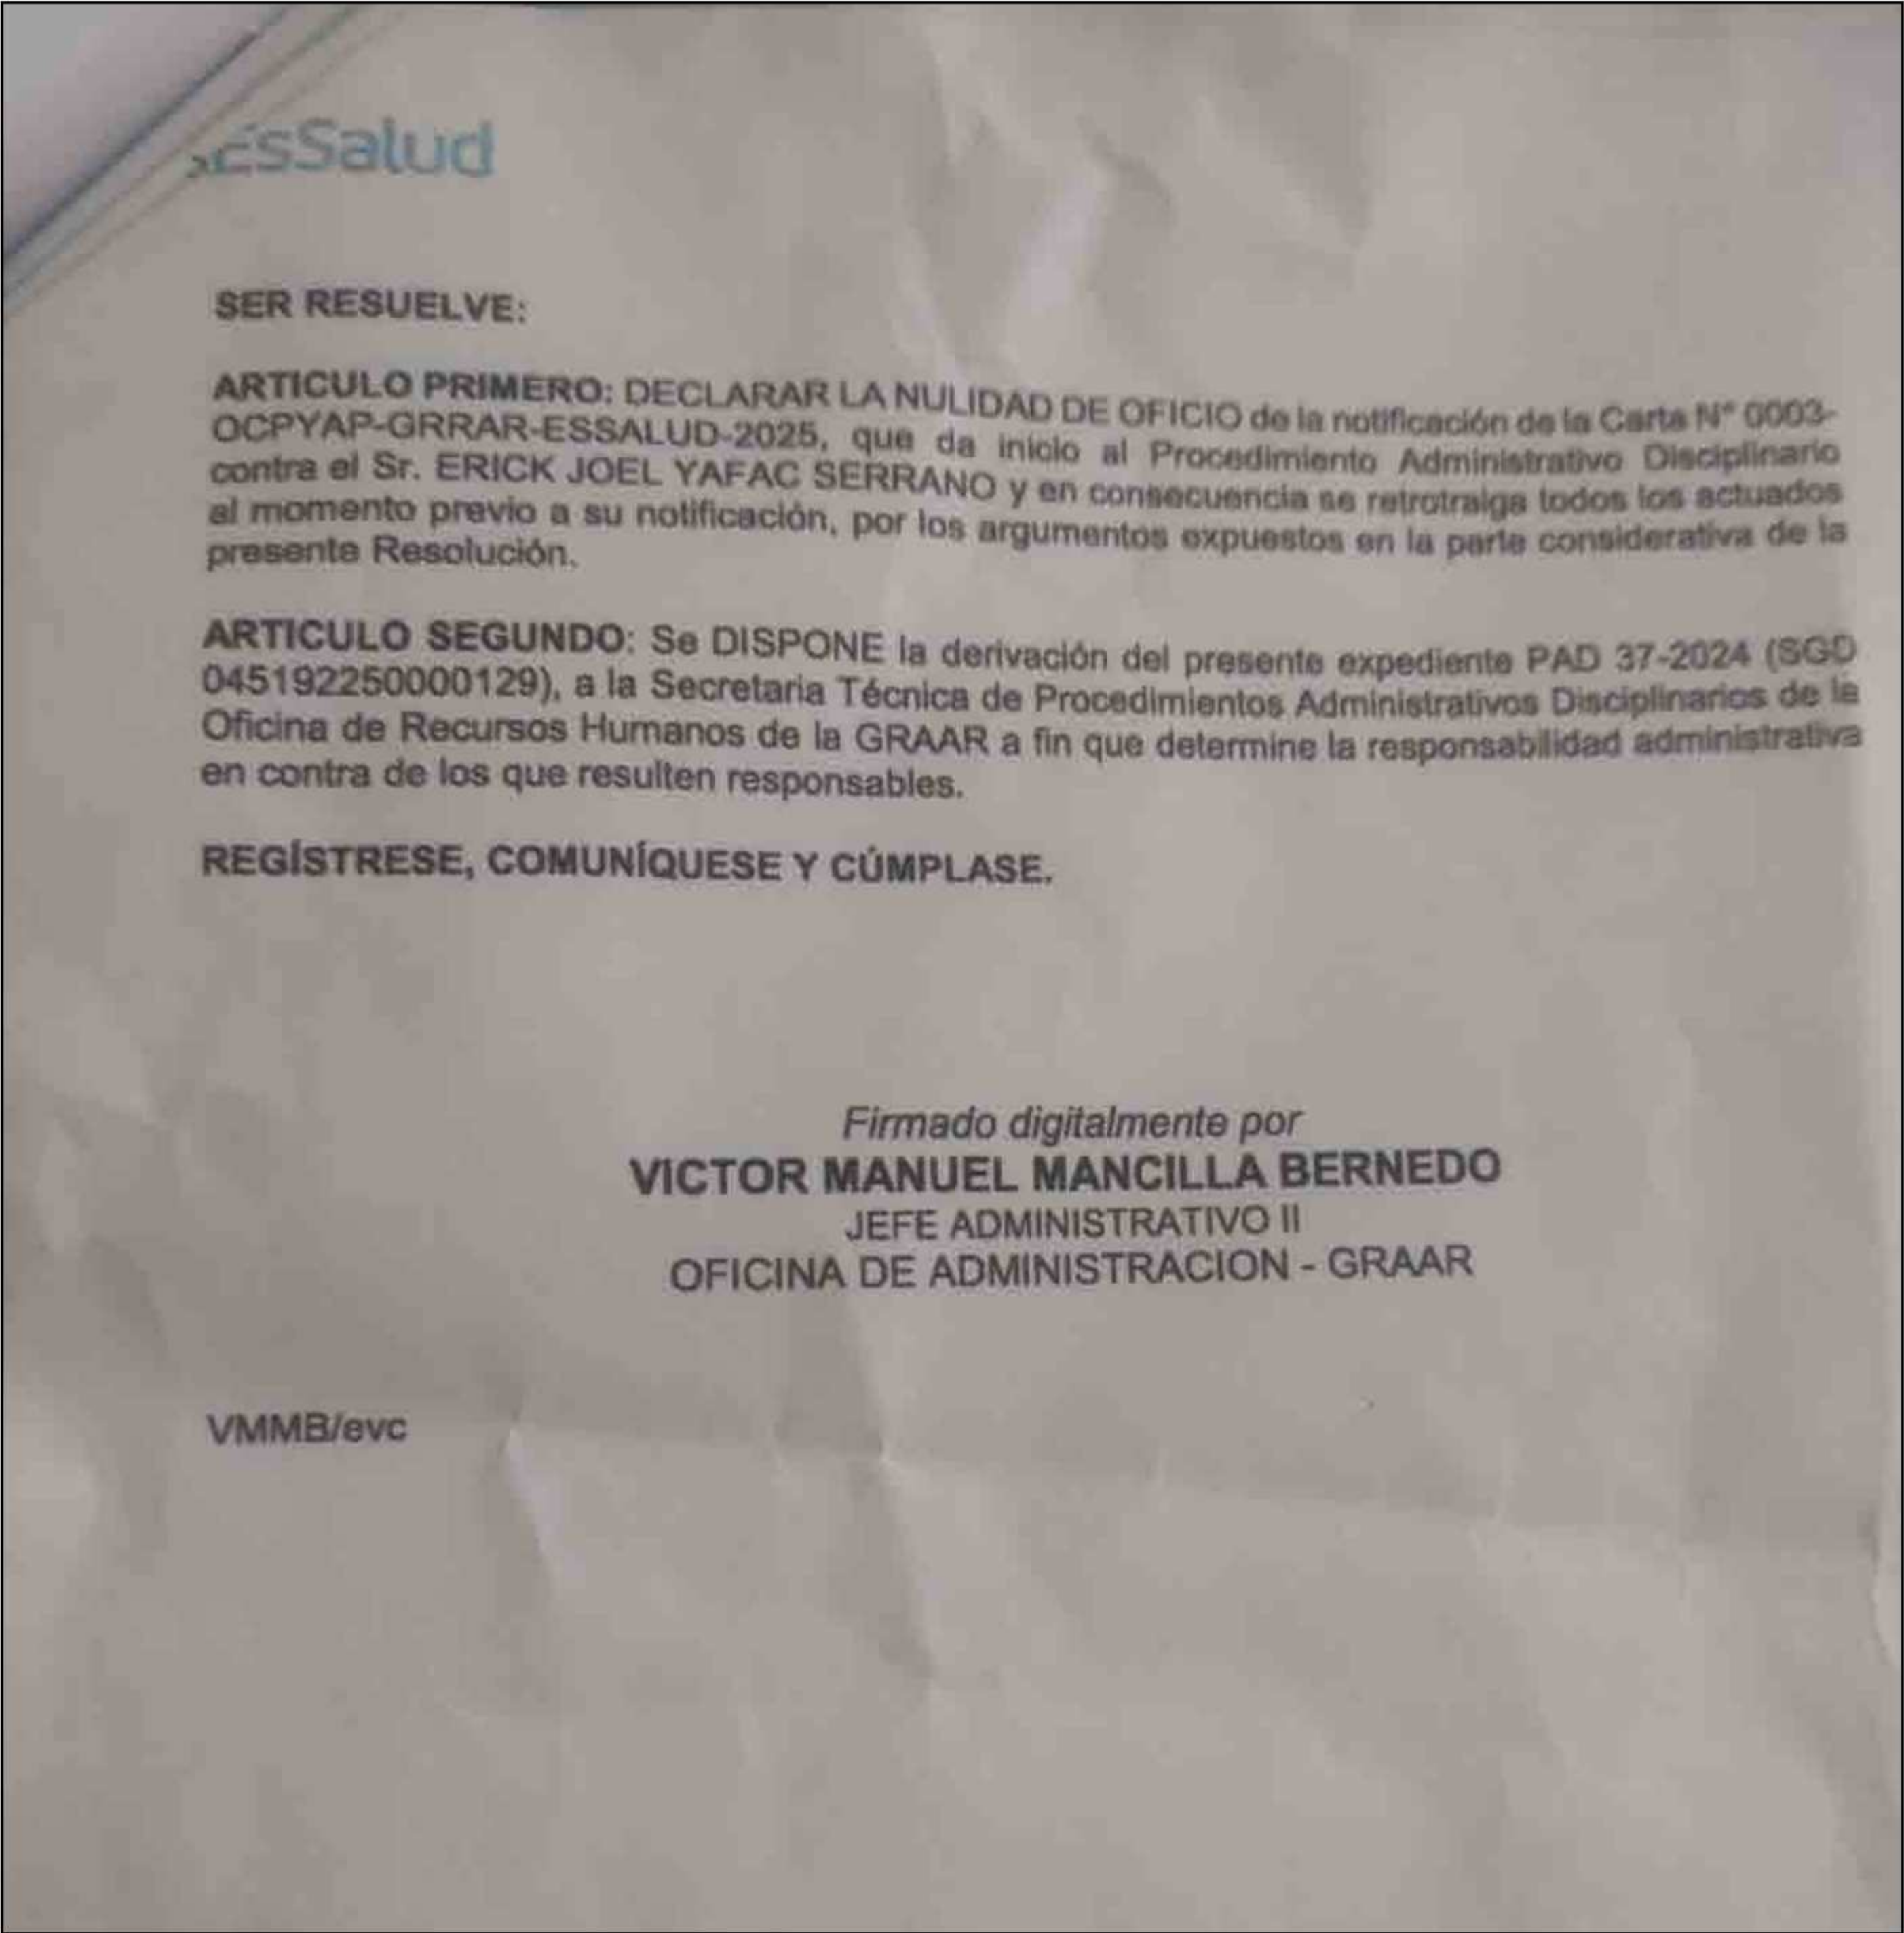 EsSalud
SER RESUELVE:
ARTICULO PRIMERO: DECLARAR LA NULIDAD DE OFICIO de la notificación de la Carta N° 0003-
OCPYAP-GRRAR-ESSALUD-2025, que da inicio al Procedimiento Administrativo Disciplinario
contra el Sr. ERICK JOEL YAFAC SERRANO y en consecuencia se retrotraiga todos los actuados
al momento previo a su notificación, por los argumentos expuestos en la parte considerativa de la
presente Resolución.
ARTICULO SEGUNDO: Se DISPONE la derivación del presente expediente PAD 37-2024 (SGD
045192250000129), a la Secretaria Técnica de Procedimientos Administrativos Disciplinarios de la
Oficina de Recursos Humanos de la GRAAR a fin que determine la responsabilidad administrativa
en contra de los que resulten responsables.
REGÍSTRESE, COMUNÍQUESE Y CÚMPLASE.
Firmado digitalmente por
VICTOR MANUEL MANCILLA BERNEDO
JEFE ADMINISTRATIVO II
OFICINA DE ADMINISTRACION - GRAAR
VMMB/evc